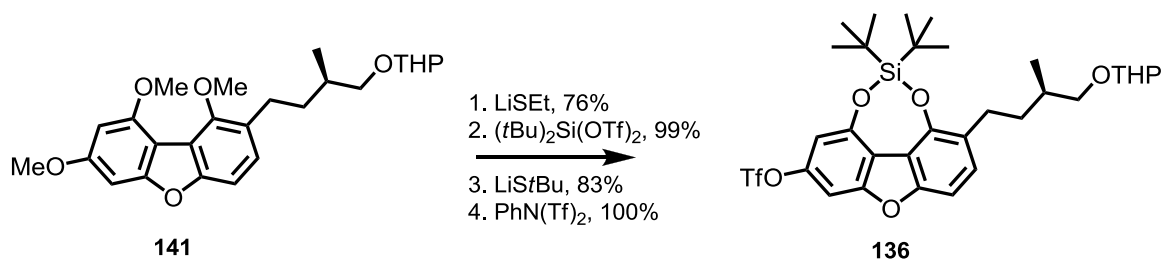 OMe
OMe
OTHP
MeO
O
141
1. LiSEt, 76%
2. (tBu)₂Si(OTf)₂, 99%
3. LiStBu, 83%
4. PhN(Tf)₂, 100%
Si
O
O
OTHP
TfO
O
136